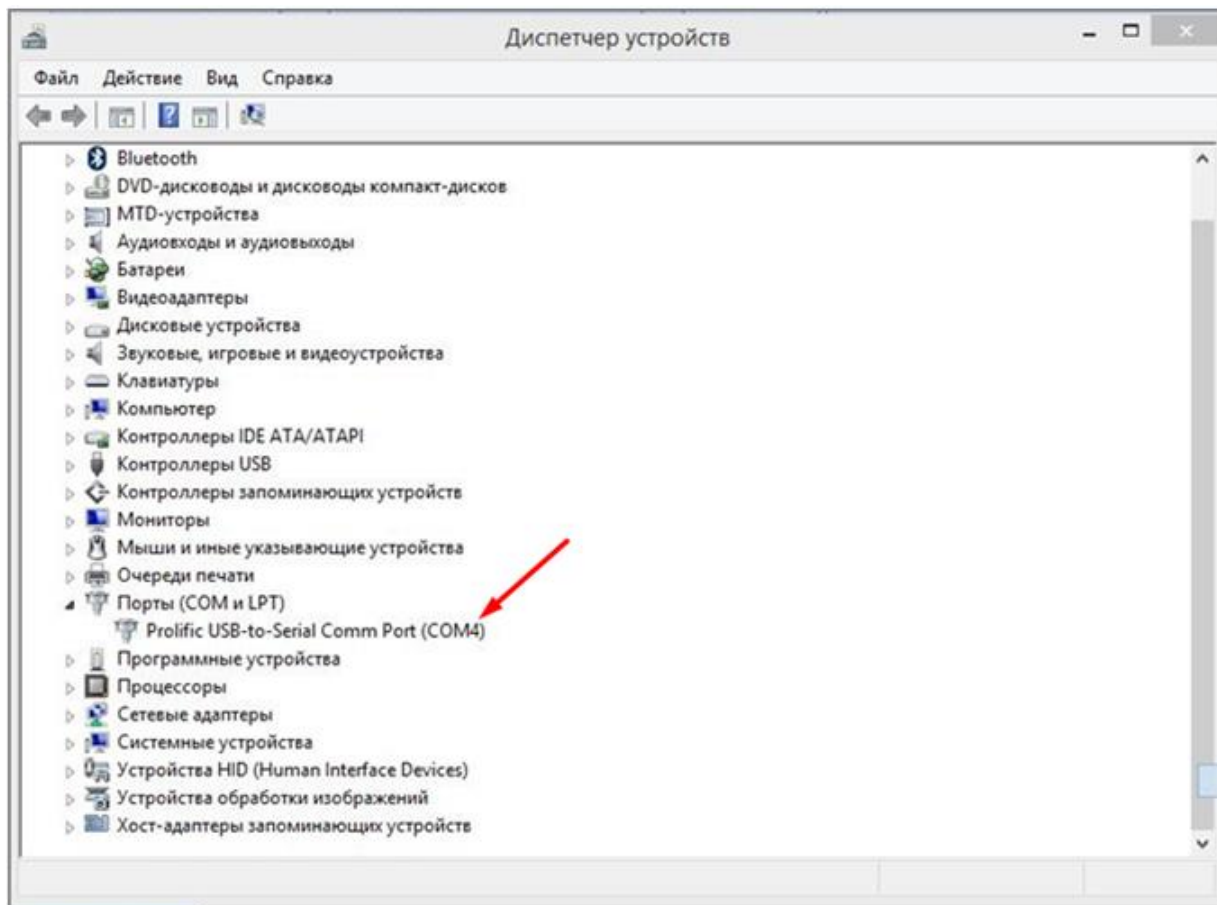 Диспетчер устройств
Файл Действие Вид Справка
Bluetooth
DVD-дисководы и дисководы компакт-дисков
MTD-устройства
Аудиовходы и аудиовыходы
Батареи
Видеоадаптеры
Дисковые устройства
Звуковые, игровые и видеоустройства
Клавиатуры
Компьютер
Контроллеры IDE ATA/ATAPI
Контроллеры USB
Контроллеры запоминающих устройств
Мониторы
Мыши и иные указывающие устройства
Очереди печати
Порты (COM и LPT)
Prolific USB-to-Serial Comm Port (COM4)
Программные устройства
Процессоры
Сетевые адаптеры
Системные устройства
Устройства HID (Human Interface Devices)
Устройства обработки изображений
Хост-адаптеры запоминающих устройств